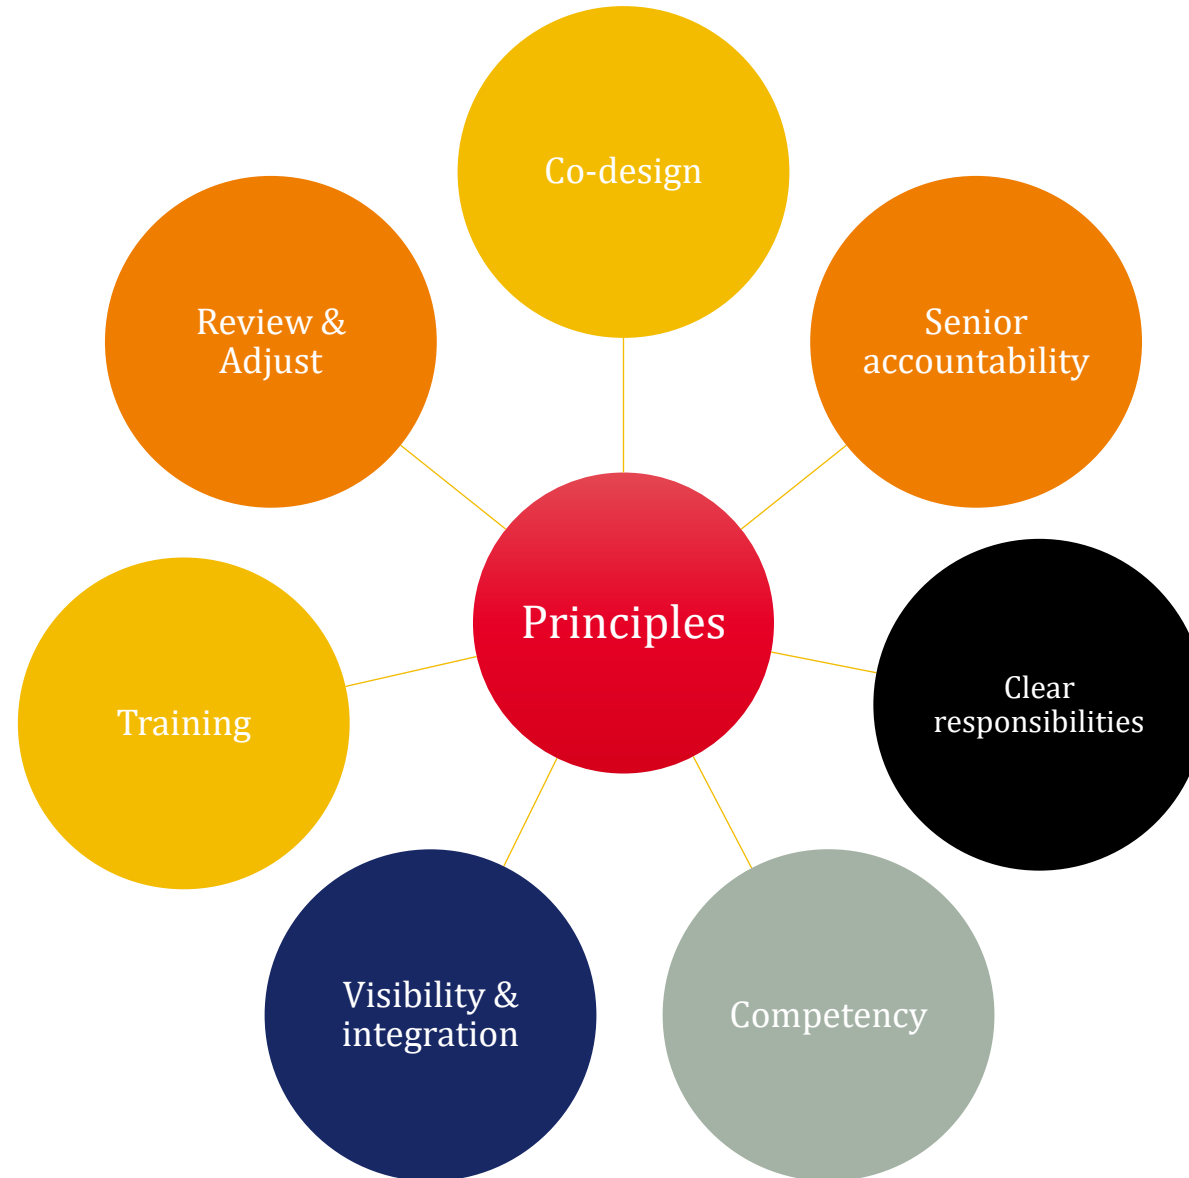 Co-design
Review &
Adjust
Senior
accountability
Principles
Clear
responsibilities
Training
Visibility &
integration
Competency